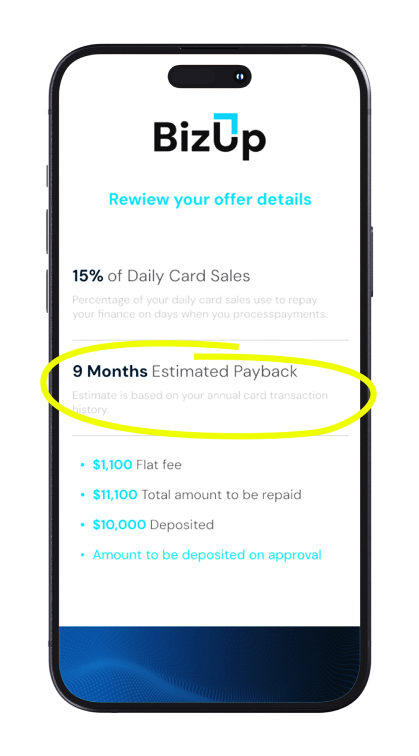 BizUp
Rewiew your offer details
15% of Daily Card Sales
Percentage of your daily card sales use to repay
your finance on days when you processpayments.
9 Months Estimated Payback
Estimate is based on your annual card transaction
history.
• $1,100 Flat fee
• $11,100 Total amount to be repaid
• $10,000 Deposited
• Amount to be deposited on approval